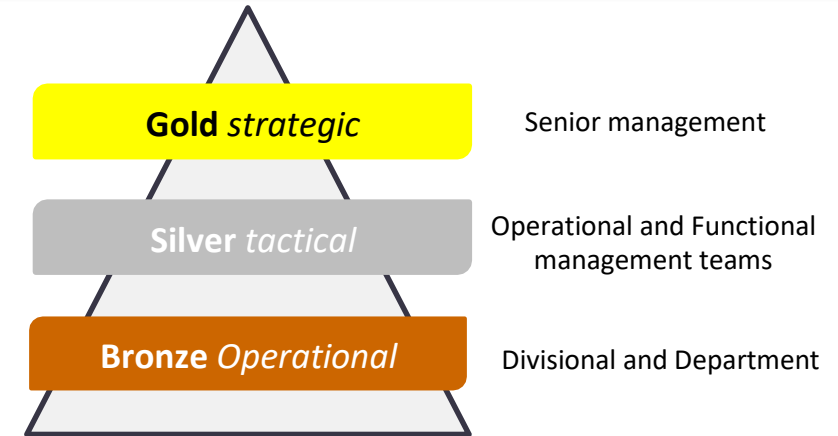 Gold strategic
Senior management
Silver tactical
Operational and Functional
management teams
Bronze Operational
Divisional and Department